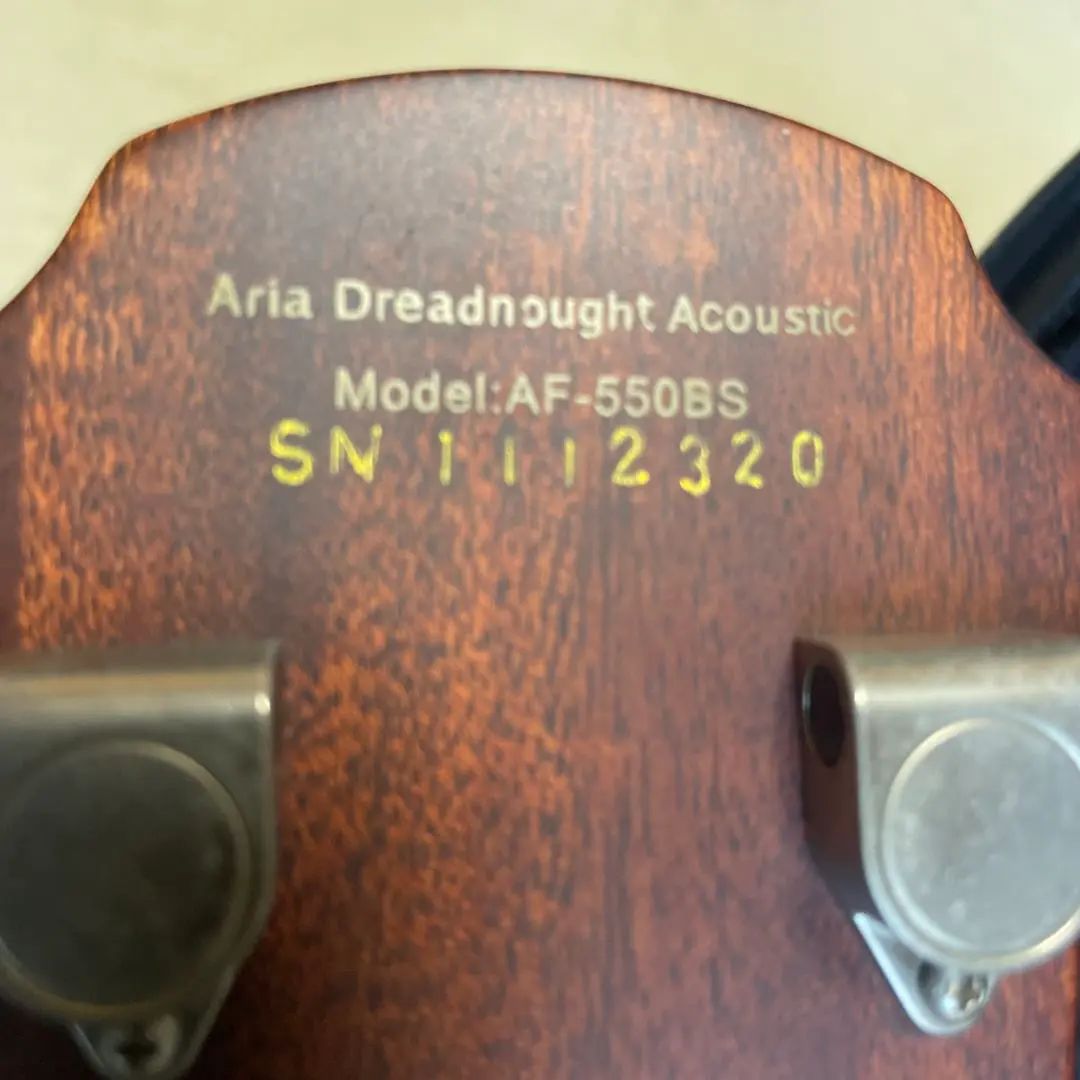 Aria Dreadnought Acoustic
Model:AF-550BS
SN 1112320